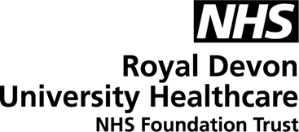 NHS
Royal Devon
University Healthcare
NHS Foundation Trust